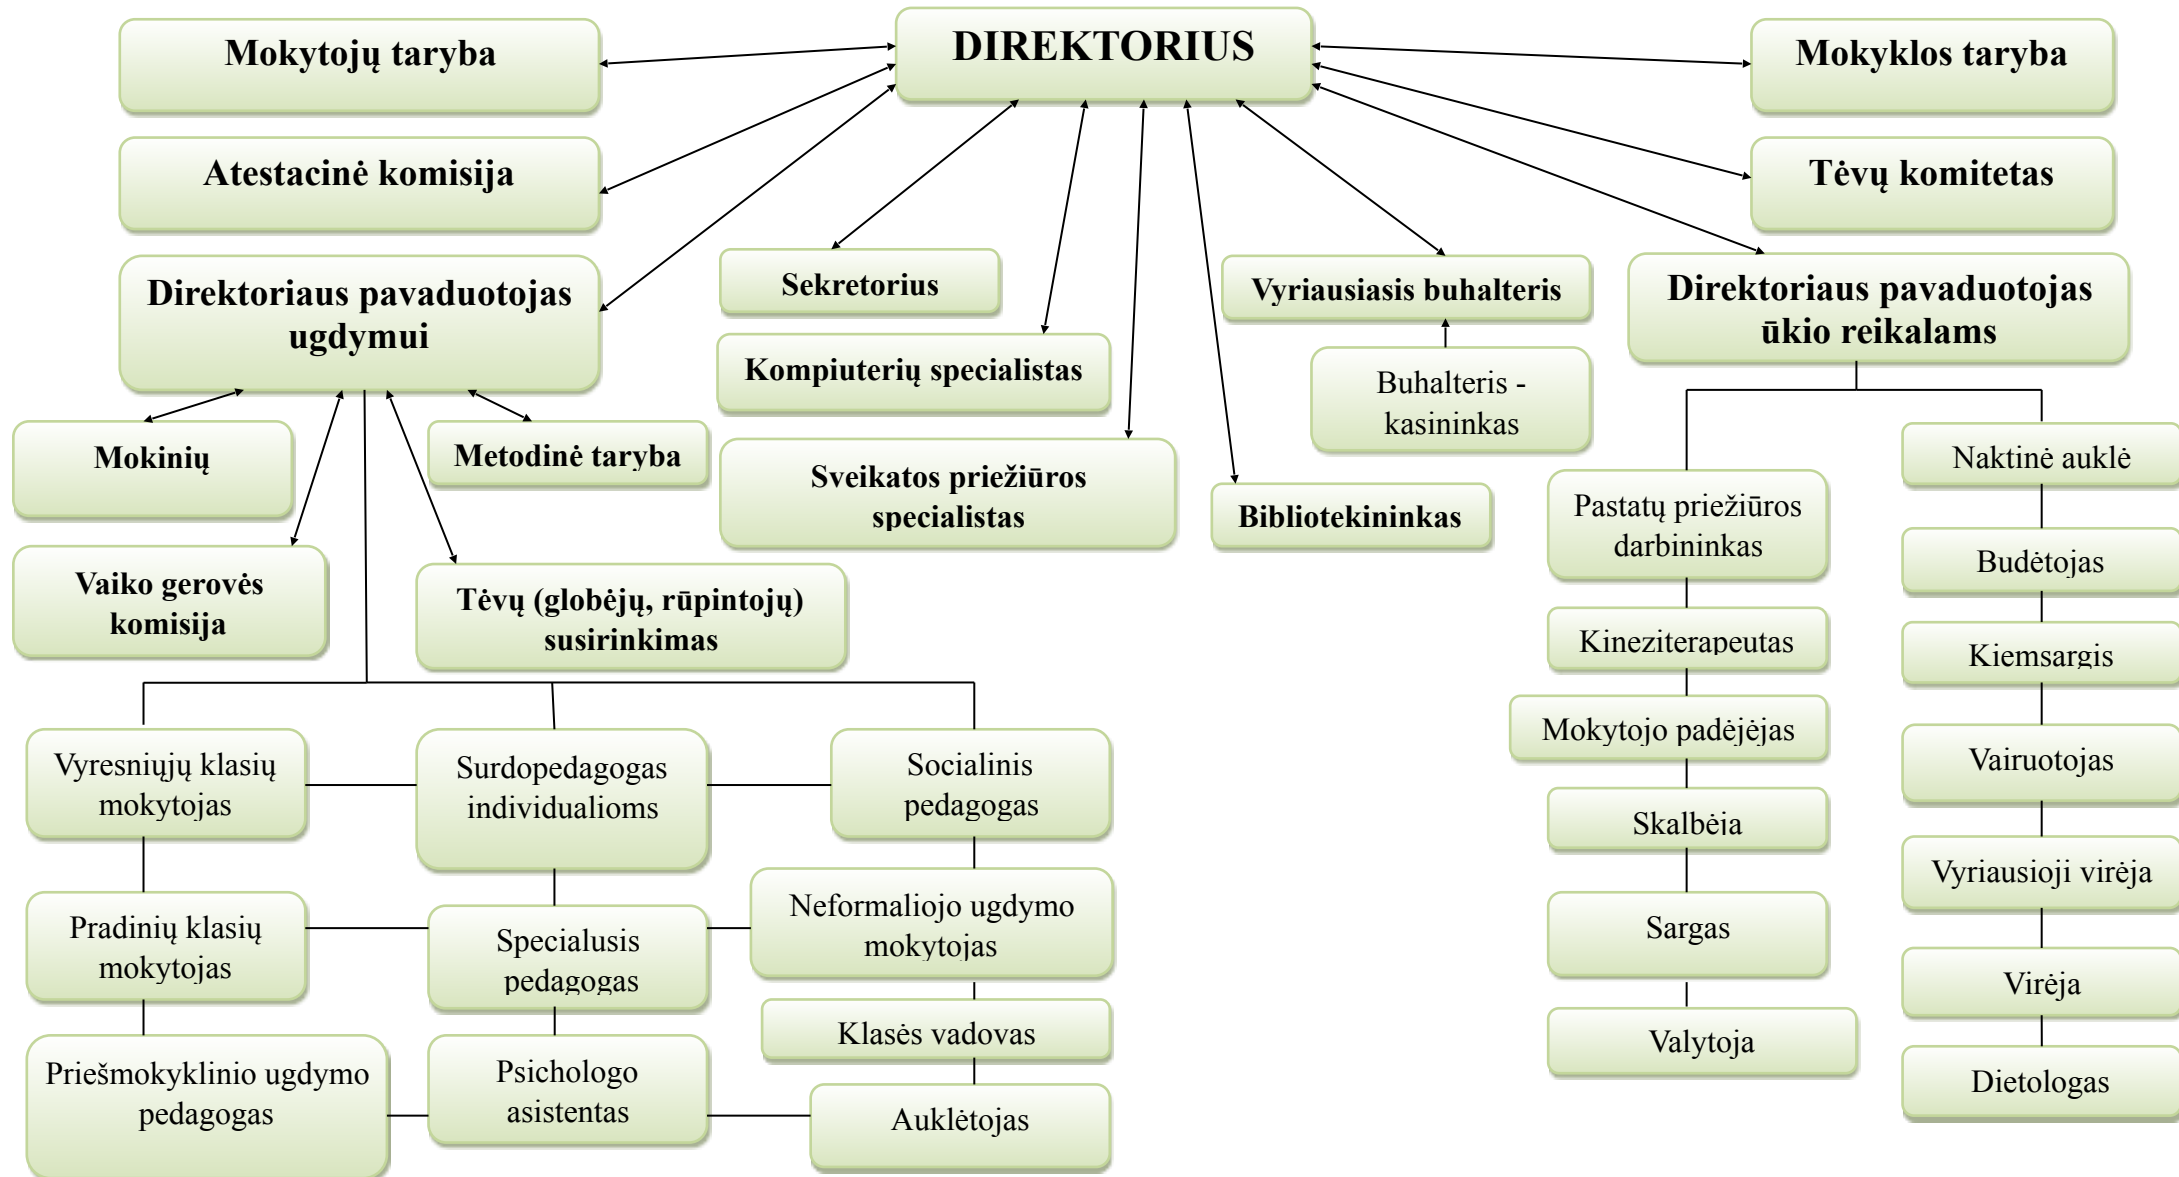 DIREKTORIUS
Mokytojų taryba
Mokyklos taryba
Atestacinė komisija
Tėvų komitetas
Direktoriaus pavaduotojas
ugdymui
Sekretorius
Vyriausiasis buhalteris
Direktoriaus pavaduotojas
ūkio reikalams
Kompiuterių specialistas
Buhalteris -
kasininkas
Mokinių
Metodinė taryba
Sveikatos priežiūros
specialistas
Bibliotekininkas
Vaiko gerovės
komisija
Tėvų (globėjų, rūpintojų)
susirinkimas
Pastatų priežiūros
darbininkas
Kineziterapeutas
Mokytojo padėjėjas
Skalbėja
Sargas
Valytoja
Naktinė auklė
Budėtojas
Kiemsargis
Vairuotojas
Vyriausioji virėja
Virėja
Dietologas
Vyresniųjų klasių
mokytojas
Surdopedagogas
individualioms
Socialinis
pedagogas
Pradinių klasių
mokytojas
Specialusis
pedagogas
Neformaliojo ugdymo
mokytojas
Klasės vadovas
Priešmokyklinio ugdymo
pedagogas
Psichologo
asistentas
Auklėtojas